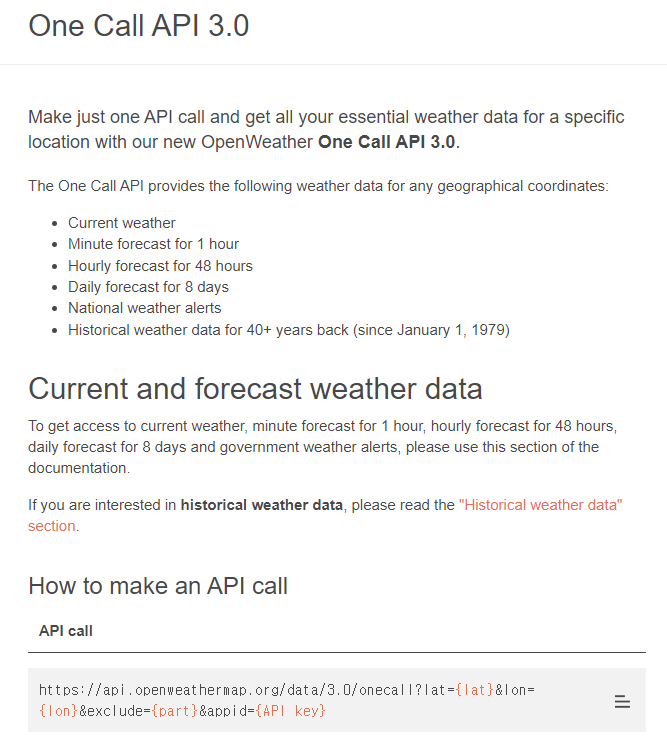 One Call API 3.0
Make just one API call and get all your essential weather data for a specific
location with our new OpenWeather One Call API 3.0.
The One Call API provides the following weather data for any geographical coordinates:
• Current weather
• Minute forecast for 1 hour
• Hourly forecast for 48 hours
• Daily forecast for 8 days
• National weather alerts
• Historical weather data for 40+ years back (since January 1, 1979)
Current and forecast weather data
To get access to current weather, minute forecast for 1 hour, hourly forecast for 48 hours,
daily forecast for 8 days and government weather alerts, please use this section of the
documentation.
If you are interested in historical weather data, please read the "Historical weather data"
section.
How to make an API call
API call
https://api.openweathermap.org/data/3.0/onecall?lat={lat}&lon=
{lon}&exclude={part}&appid={API key}